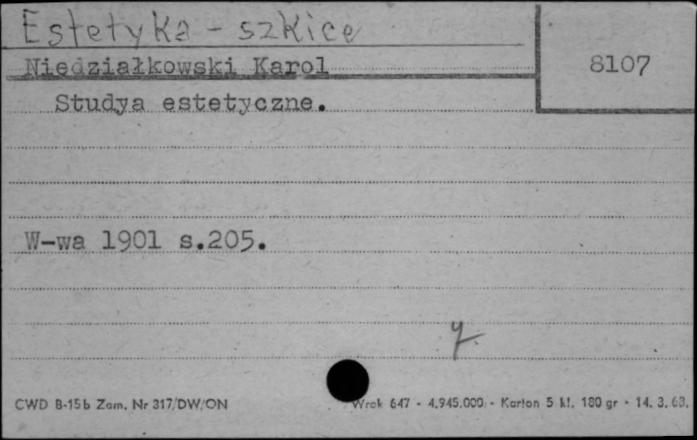 Estetyka - szkice
Niedziałkowski Karol
8107
Studya estetyczne.
W-wa 1901 s.205.
CWD B-15b Zam. Nr 317/DW/ON
Wrok 647 - 4.945.000 - Karton 5 kl. 180 gr - 14. 3. 63.